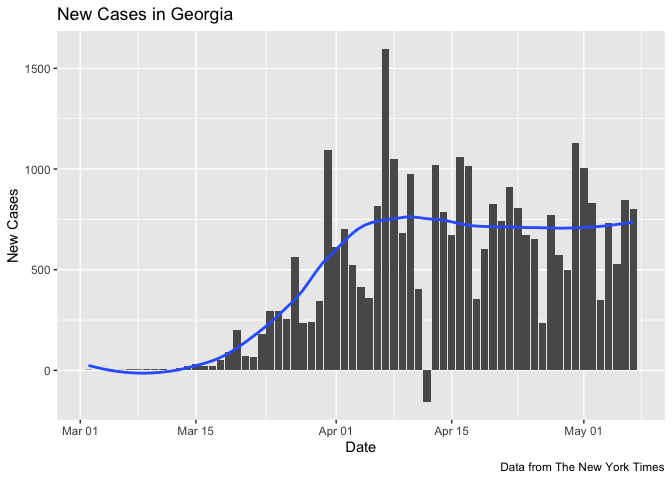 New Cases in Georgia
1500
1000
500
0
New Cases
Mar 01 Mar 15 Apr 01 Apr 15 May 01
Date
Data from The New York Times